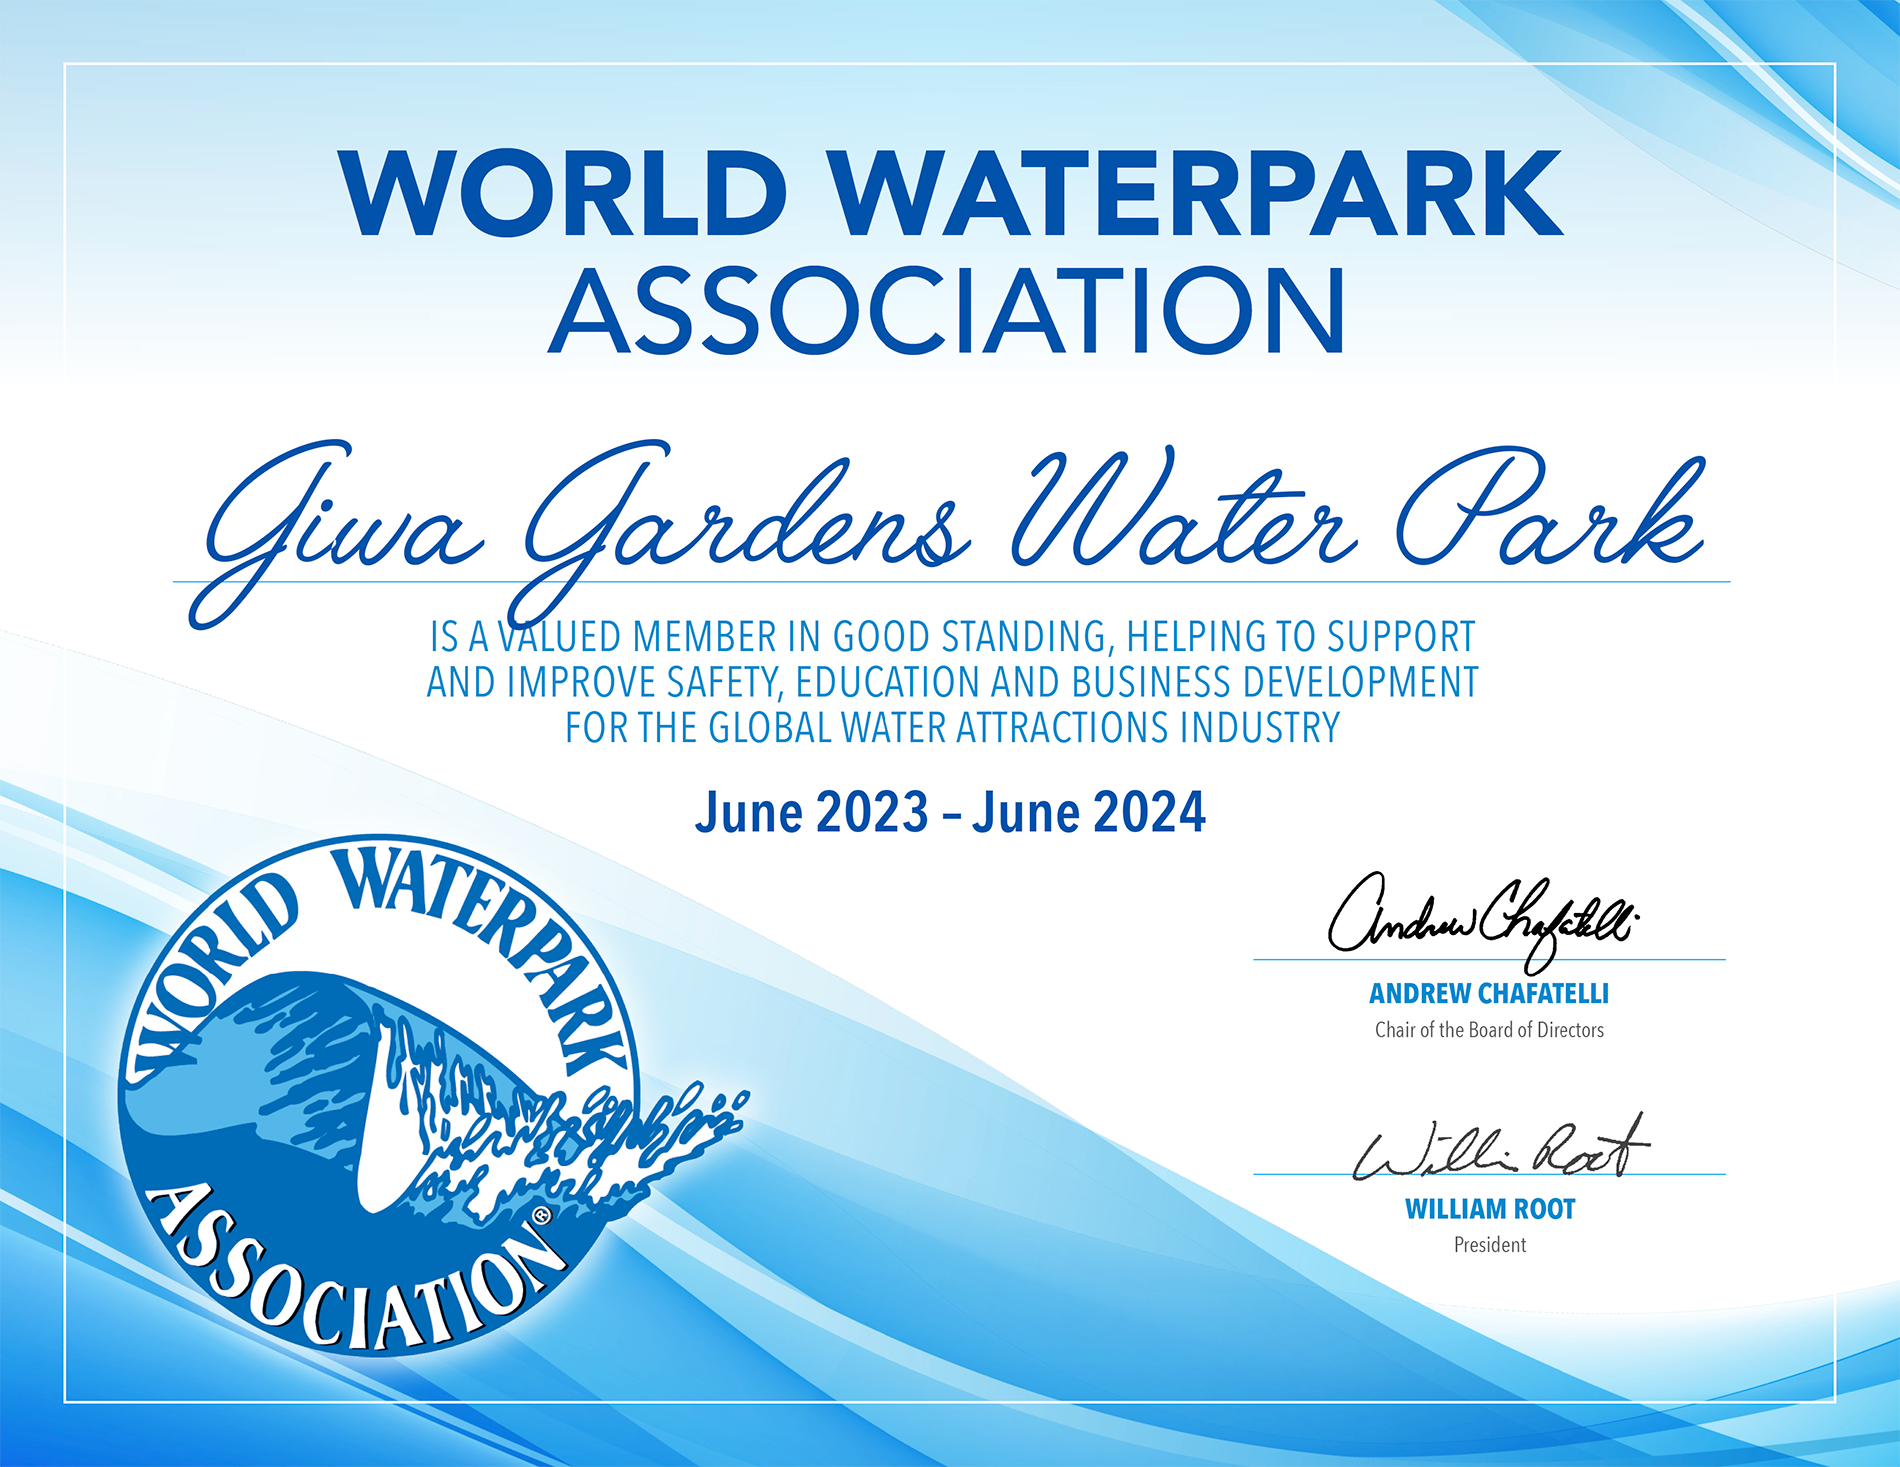 WORLD WATERPARK
ASSOCIATION
Giwa Gardens Water Park
IS A VALUED MEMBER IN GOOD STANDING, HELPING TO SUPPORT
AND IMPROVE SAFETY, EDUCATION AND BUSINESS DEVELOPMENT
FOR THE GLOBAL WATER ATTRACTIONS INDUSTRY
June 2023 – June 2024
WORLD WATERPARK
ASSOCIATION®
Andrew Chafatelli
ANDREW CHAFATELLI
Chair of the Board of Directors
Willi Root
WILLIAM ROOT
President